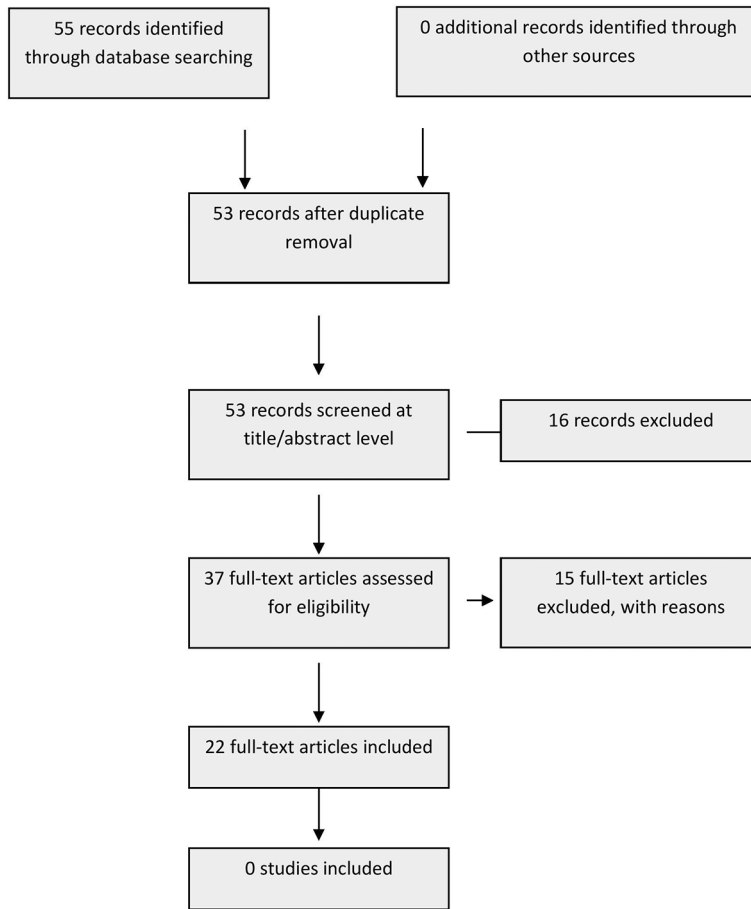 55 records identified
through database searching
0 additional records identified through
other sources
53 records after duplicate
removal
53 records screened at
title/abstract level
16 records excluded
37 full-text articles assessed
for eligibility
15 full-text articles
excluded, with reasons
22 full-text articles included
0 studies included